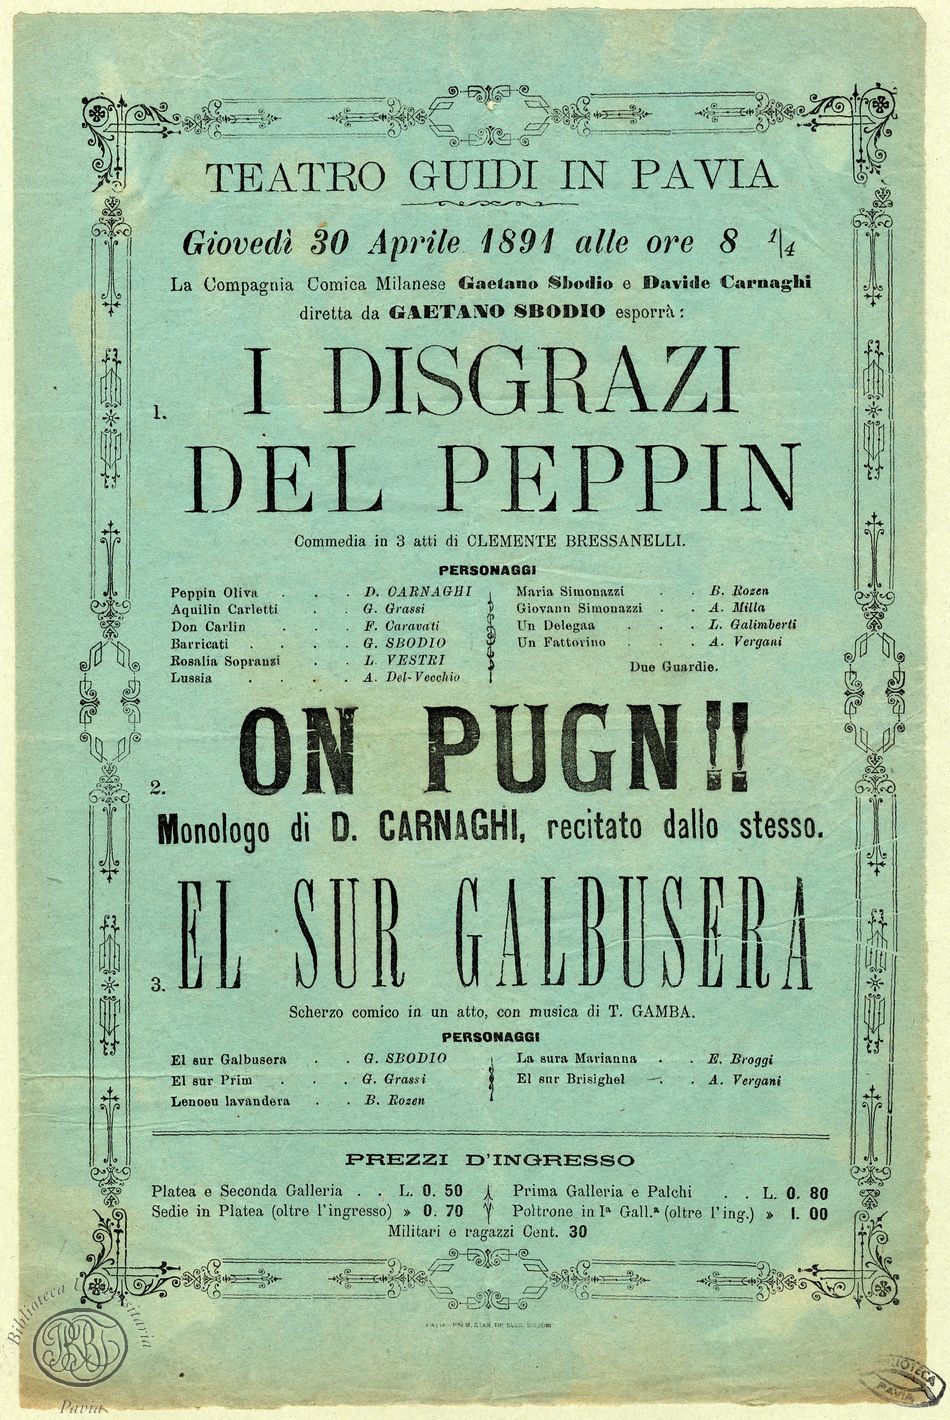 TEATRO GUIDI IN PAVIA
Giovedì 30 Aprile 1891 alle ore 8 1/4
La Compagnia Comica Milanese Gaetano Sbodio e Davide Carnaghi
diretta da GAETANO SBODIO esporrà:
1. I DISGRAZI
DEL PEPPIN
Commedia in 3 atti di CLEMENTE BRESSANELLI.
PERSONAGGI
Peppin Oliva . . . D. CARNAGHI
Aquilin Carletti . . G. Grassi
Don Carlin . . . F. Caravati
Barricati . . . G. SBODIO
Rosalia Sopranzi . . L. VESTRI
Lussia . . . . A. Del-Vecchio
Maria Simonazzi . . B. Rozen
Giovann Simonazzi . . A. Milla
Un Delegaa . . . L. Galimberti
Un Fattorino . . . A. Vergani
Due Guardie.
2. ON PUGN!!
Monologo di D. CARNAGHI, recitato dallo stesso.
3. EL SUR GALBUSERA
Scherzo comico in un atto, con musica di T. GAMBA.
PERSONAGGI
El sur Galbusera . . G. SBODIO
El sur Prim . . . G. Grassi
Lenoeu lavandera . . B. Rozen
La sura Marianna . . E. Broggi
El sur Brisighel . . A. Vergani
PREZZI D'INGRESSO
Platea e Seconda Galleria . . L. 0. 50
Sedie in Platea (oltre l'ingresso) » 0. 70
Prima Galleria e Palchi . . L. 0. 80
Poltrone in Iª Gall.ª (oltre l'ing.) » 1. 00
Militari e ragazzi Cent. 30
Biblioteca
Pavia
BIBLIOTECA
PAVIA